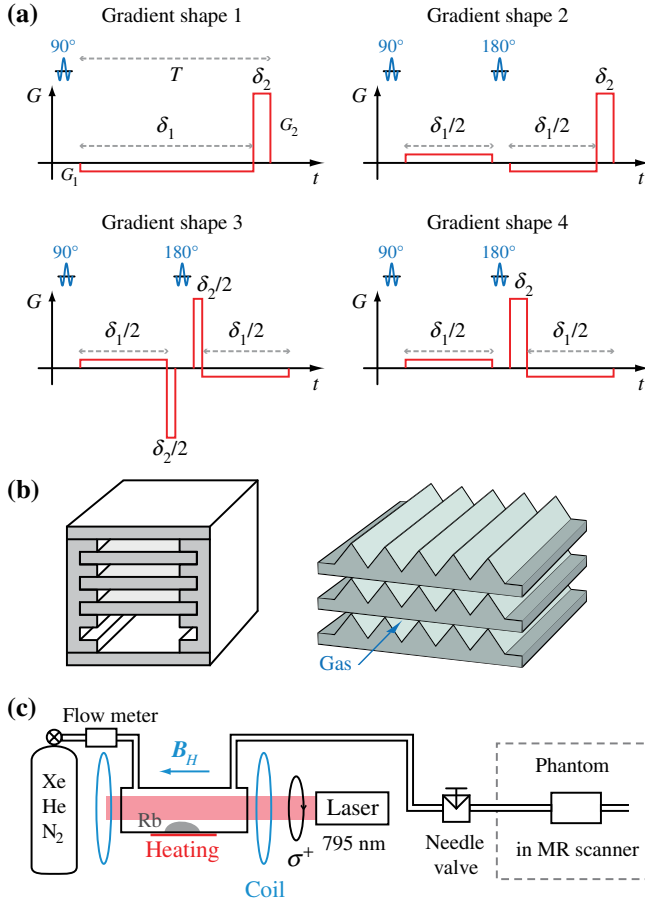 (a)
Gradient shape 1
Gradient shape 2
90°
90°
180°
T
G
δ₂
G
δ₂
δ₁
G₂
δ₁/2
δ₁/2
G₁
t
t
Gradient shape 3
Gradient shape 4
90°
180°
90°
180°
G
δ₂/2
G
δ₂
δ₁/2
δ₁/2
δ₁/2
δ₁/2
t
t
δ₂/2
(b)
Gas
(c)
Flow meter
B_H
Phantom
Xe
He
N₂
Rb
Laser
Heating
σ⁺
795 nm
Needle
valve
in MR scanner
Coil